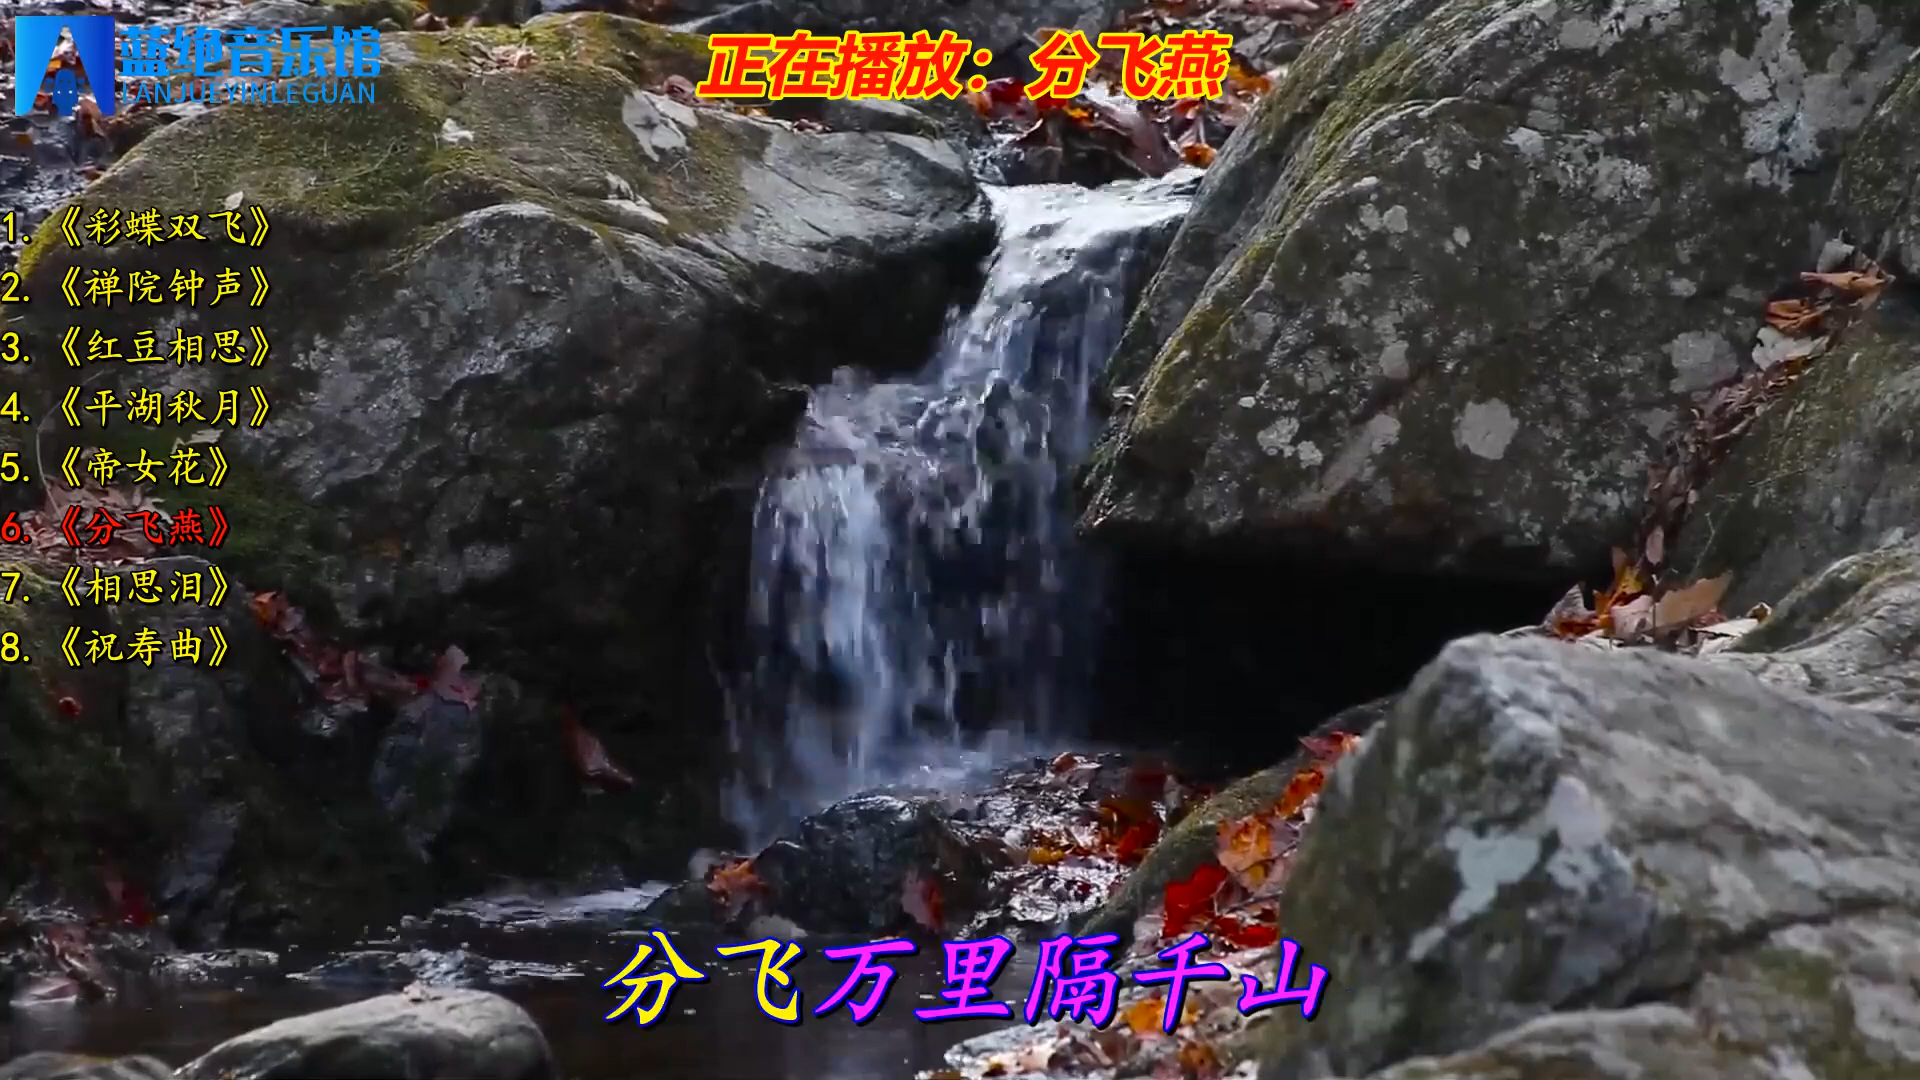 蓝绝音乐馆
LANJUEYINLEGUAN
正在播放：分飞燕
1.《彩蝶双飞》
2.《禅院钟声》
3.《红豆相思》
4.《平湖秋月》
5.《帝女花》
6.《分飞燕》
7.《相思泪》
8.《祝寿曲》
分飞万里隔千山